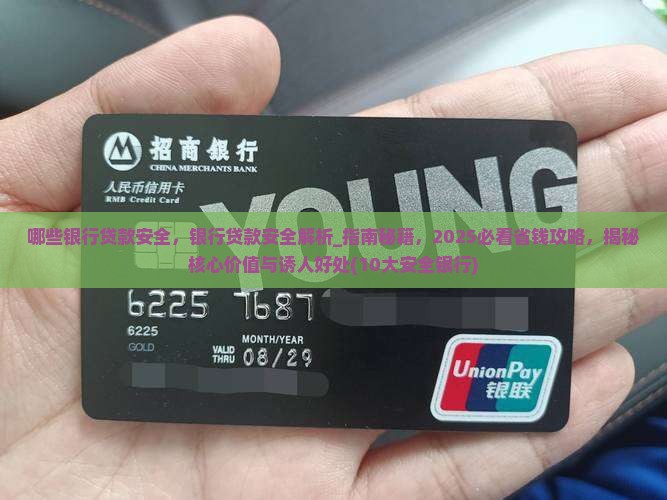 招商银行
CHINA MERCHANTS BANK
人民币信用卡
RMB Credit Card
YOUNG
哪些银行贷款安全，银行贷款安全解析_指南秘籍，2025必看省钱攻略，揭秘
核心价值与诱人好处(10大安全银行)
6225 7687
6225
GOLD
MONTH/YEAR
VALID THRU 08/29
UnionPay
银联